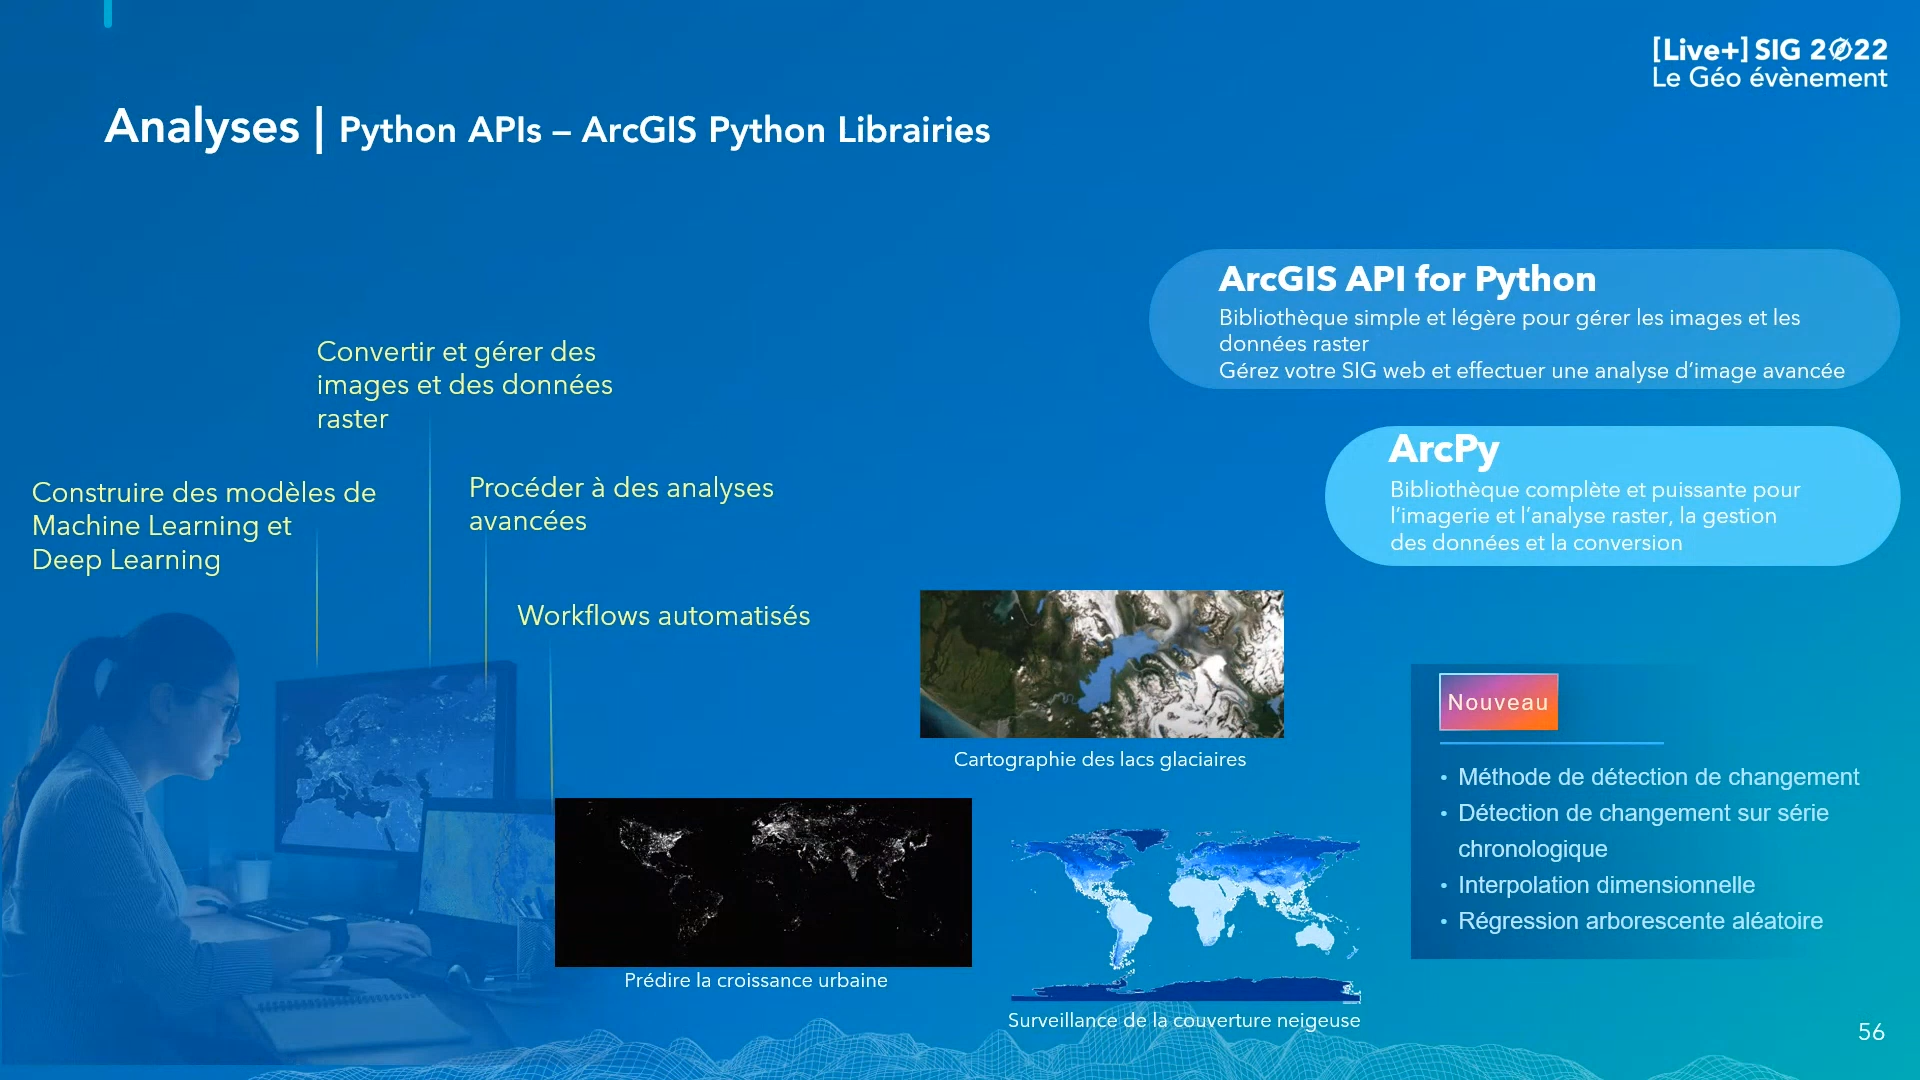 [Live+] SIG 2022
Le Géo évènement
Analyses | Python APIs – ArcGIS Python Librairies
ArcGIS API for Python
Bibliothèque simple et légère pour gérer les images et les
données raster
Gérez votre SIG web et effectuer une analyse d’image avancée
Convertir et gérer des
images et des données
raster
ArcPy
Bibliothèque complète et puissante pour
l’imagerie et l’analyse raster, la gestion
des données et la conversion
Construire des modèles de
Machine Learning et
Deep Learning
Procéder à des analyses
avancées
Workflows automatisés
Cartographie des lacs glaciaires
Nouveau
• Méthode de détection de changement
• Détection de changement sur série
chronologique
• Interpolation dimensionnelle
• Régression arborescente aléatoire
Prédire la croissance urbaine
Surveillance de la couverture neigeuse
56